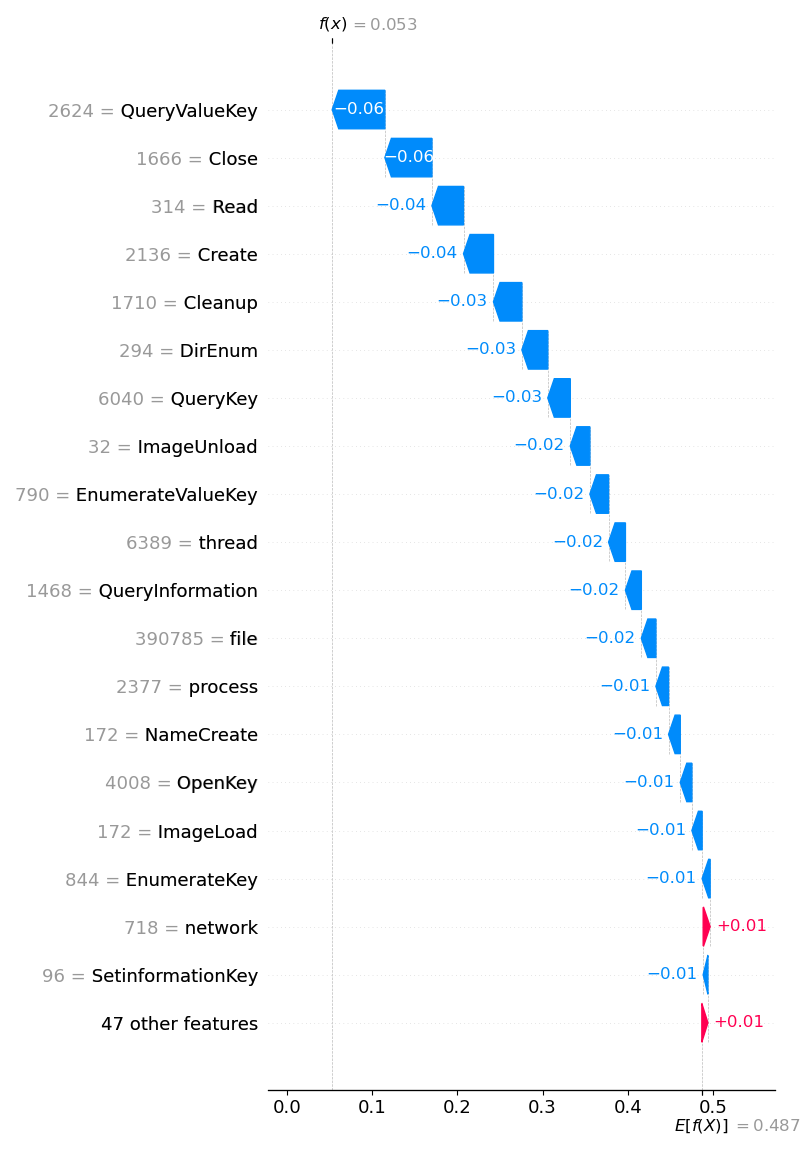 f(x) = 0.053
2624 = QueryValueKey −0.06
1666 = Close −0.06
314 = Read −0.04
2136 = Create −0.04
1710 = Cleanup −0.03
294 = DirEnum −0.03
6040 = QueryKey −0.03
32 = ImageUnload −0.02
790 = EnumerateValueKey −0.02
6389 = thread −0.02
1468 = QueryInformation −0.02
390785 = file −0.02
2377 = process −0.01
172 = NameCreate −0.01
4008 = OpenKey −0.01
172 = ImageLoad −0.01
844 = EnumerateKey −0.01
718 = network +0.01
96 = SetinformationKey −0.01
47 other features +0.01
0.0 0.1 0.2 0.3 0.4 0.5
E[f(X)] = 0.487